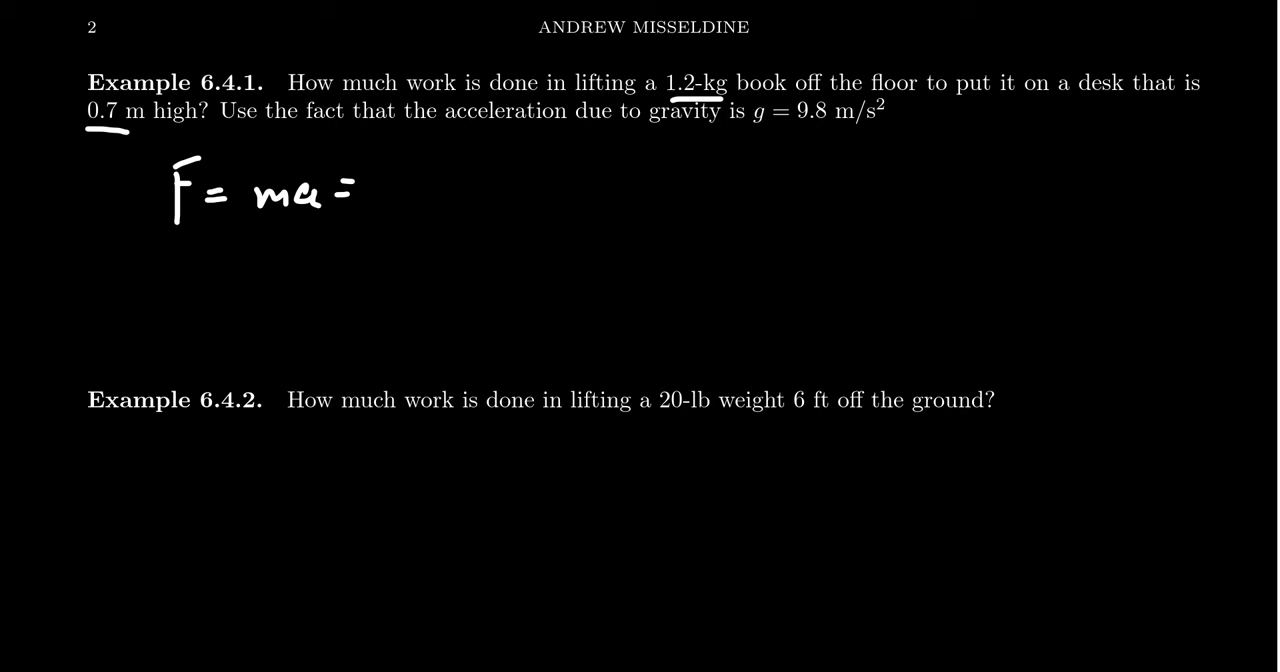 2
ANDREW MISSELDINE
Example 6.4.1. How much work is done in lifting a 1.2-kg book off the floor to put it on a desk that is
0.7 m high? Use the fact that the acceleration due to gravity is g = 9.8 m/s²
F = ma =
Example 6.4.2. How much work is done in lifting a 20-lb weight 6 ft off the ground?